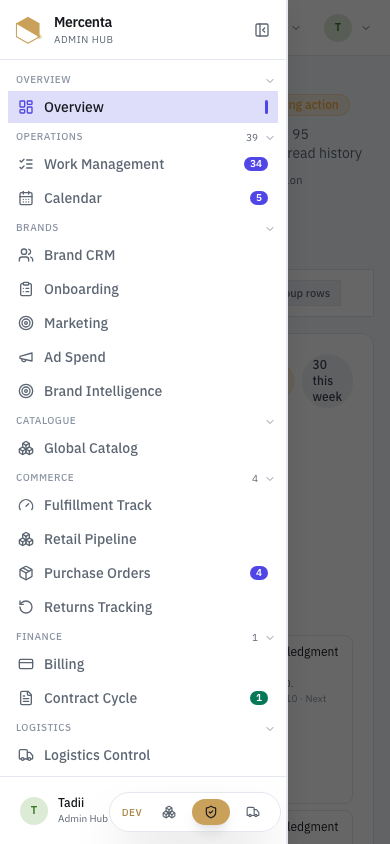 Mercenta
ADMIN HUB
T
ng action
OVERVIEW
Overview
95
OPERATIONS 39
read history
Work Management 34
on
Calendar 5
BRANDS
Brand CRM
Onboarding
up rows
Marketing
Ad Spend
30
this
week
Brand Intelligence
CATALOGUE
Global Catalog
COMMERCE 4
Fulfillment Track
Retail Pipeline
Purchase Orders 4
Returns Tracking
FINANCE 1
ledgment
Billing
Contract Cycle 1
10 · Next
LOGISTICS
Logistics Control
T
Tadii
Admin Hub
DEV
ledgment